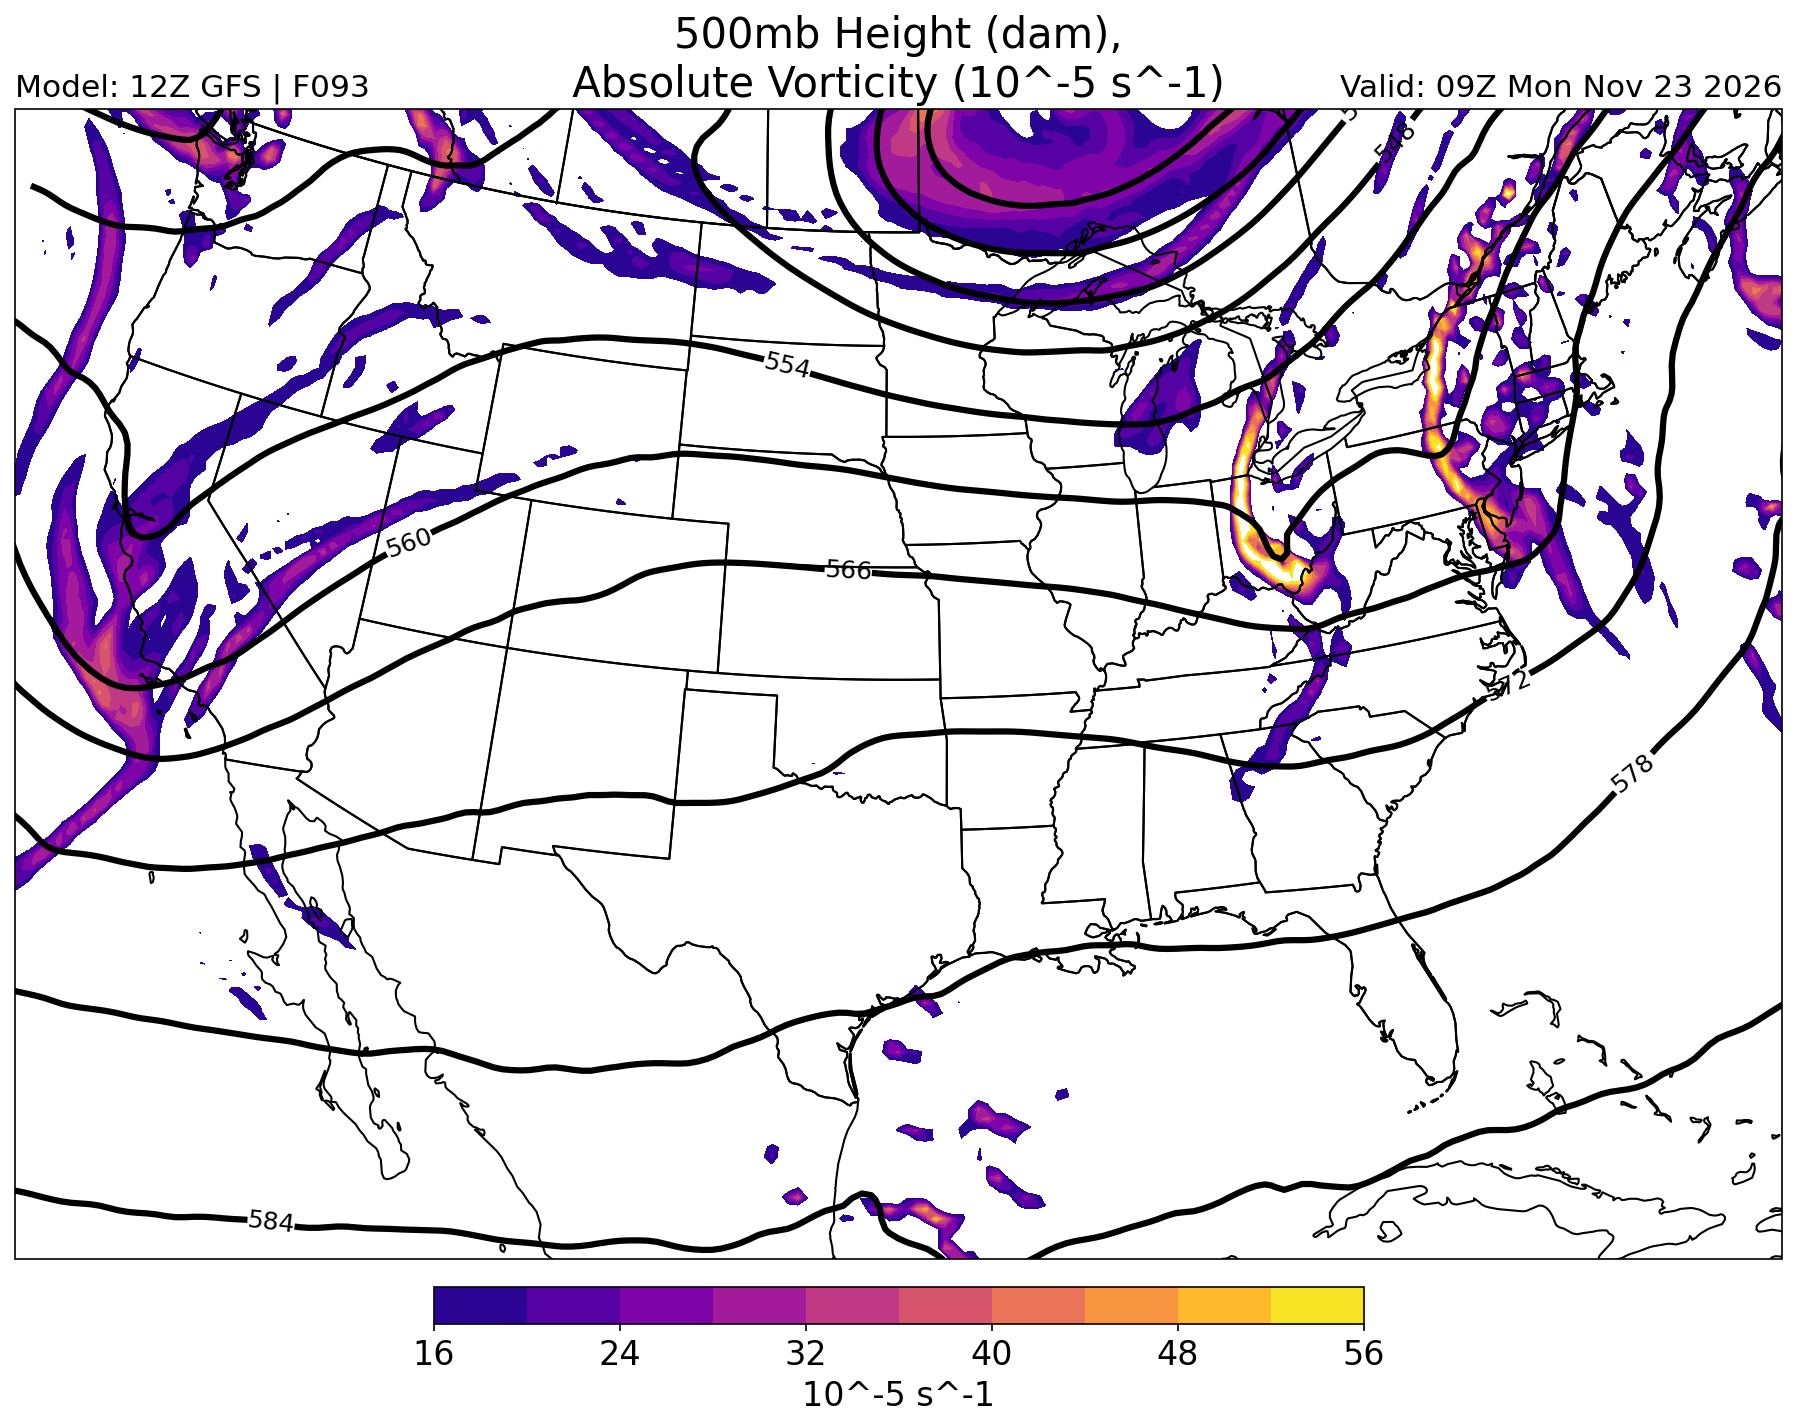 500mb Height (dam),
Model: 12Z GFS | F093
Absolute Vorticity (10^-5 s^-1)
Valid: 09Z Mon Nov 23 2026
548
554
560
566
578
584
16 24 32 40 48 56
10^-5 s^-1